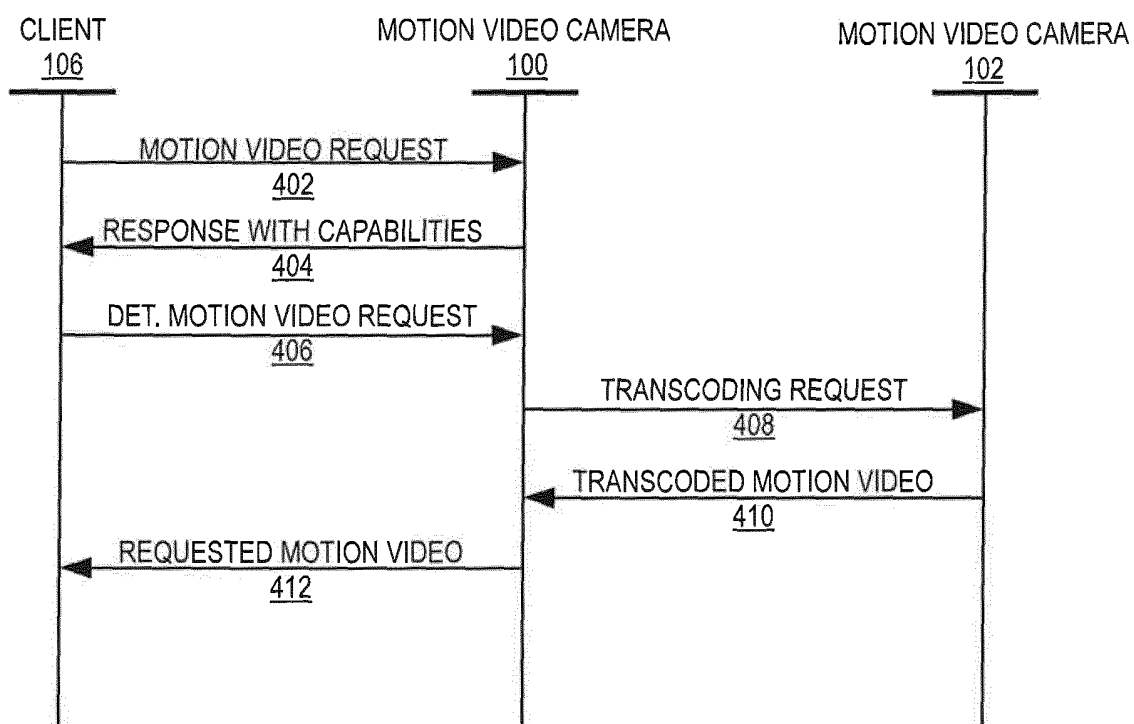 CLIENT
106
MOTION VIDEO CAMERA
100
MOTION VIDEO CAMERA
102
MOTION VIDEO REQUEST
402
RESPONSE WITH CAPABILITIES
404
DET. MOTION VIDEO REQUEST
406
TRANSCODING REQUEST
408
TRANSCODED MOTION VIDEO
410
REQUESTED MOTION VIDEO
412